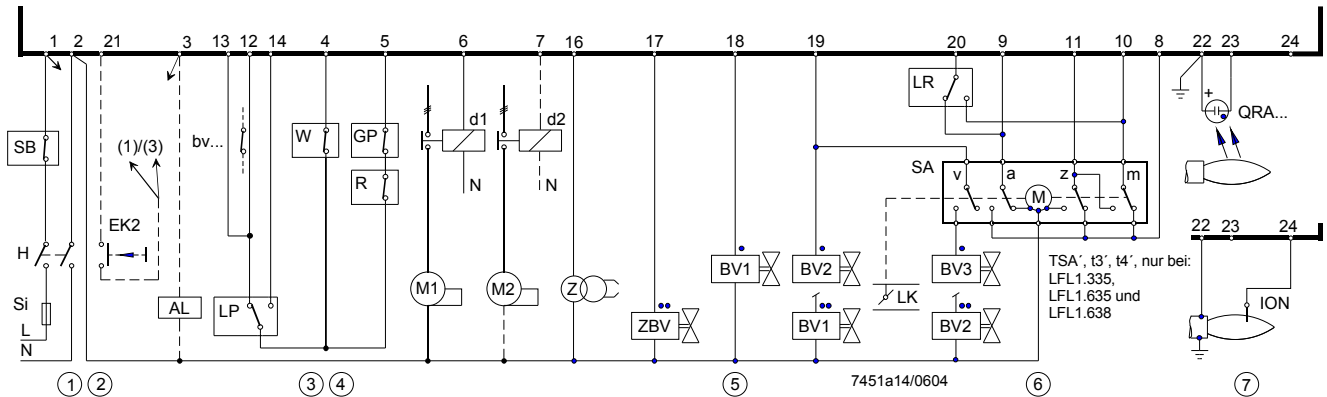 1 2 21 3 13 12 14 4 5 6 7 16 17 18 19 20 9 11 10 8 22 23 24
LR
+
QRA...
d1 d2
SB bv... W GP
(1)/(3)
R
N N
SA v a z m
M
EK2
H
22 23 24
BV1 BV2 BV3
TSA´, t3´, t4´, nur bei:
LFL1.335,
LFL1.635 und
LFL1.638
M1 M2 Z
LK
Si
AL LP
ZBV BV1 BV2
ION
L
N
1 2 3 4 5 7451a14/0604 6 7